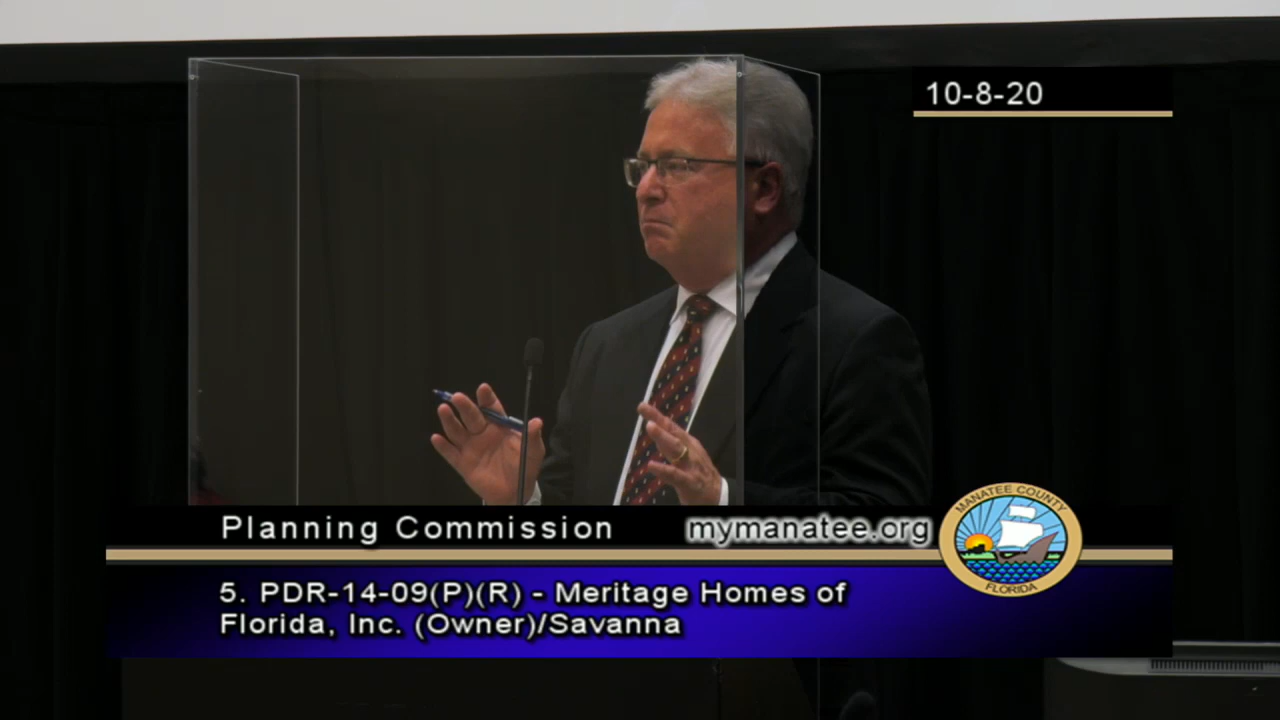 10-8-20
Planning Commission
mymanatee.org
MANATEE COUNTY
FLORIDA
5. PDR-14-09(P)(R) - Meritage Homes of
Florida, Inc. (Owner)/Savanna